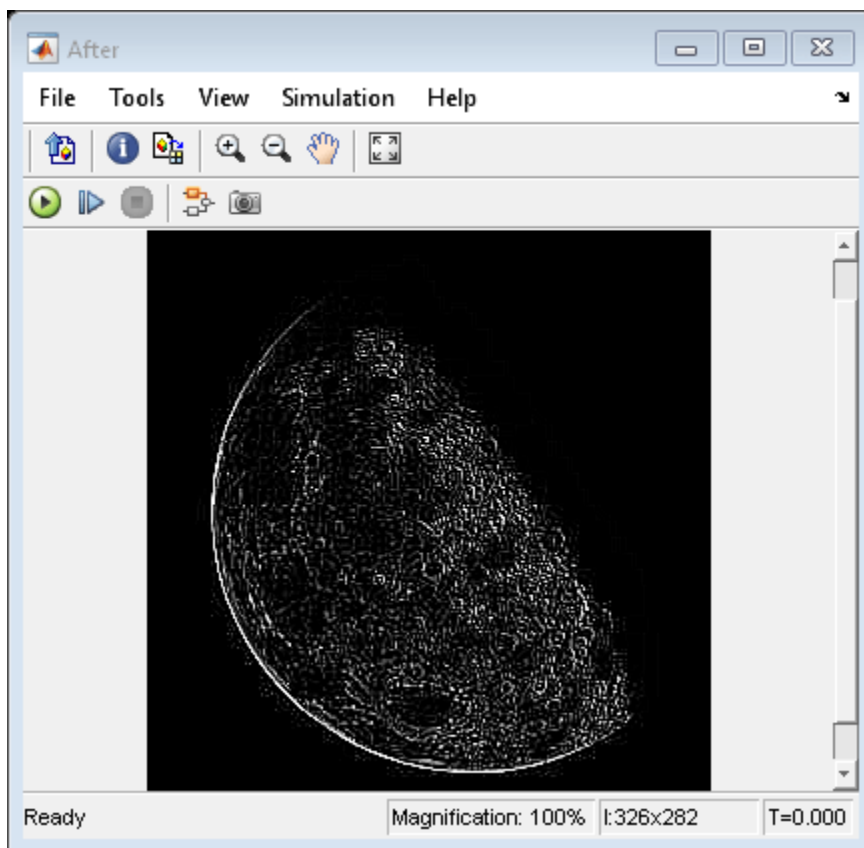 After
File Tools View Simulation Help
Ready Magnification: 100% I:326x282 T=0.000